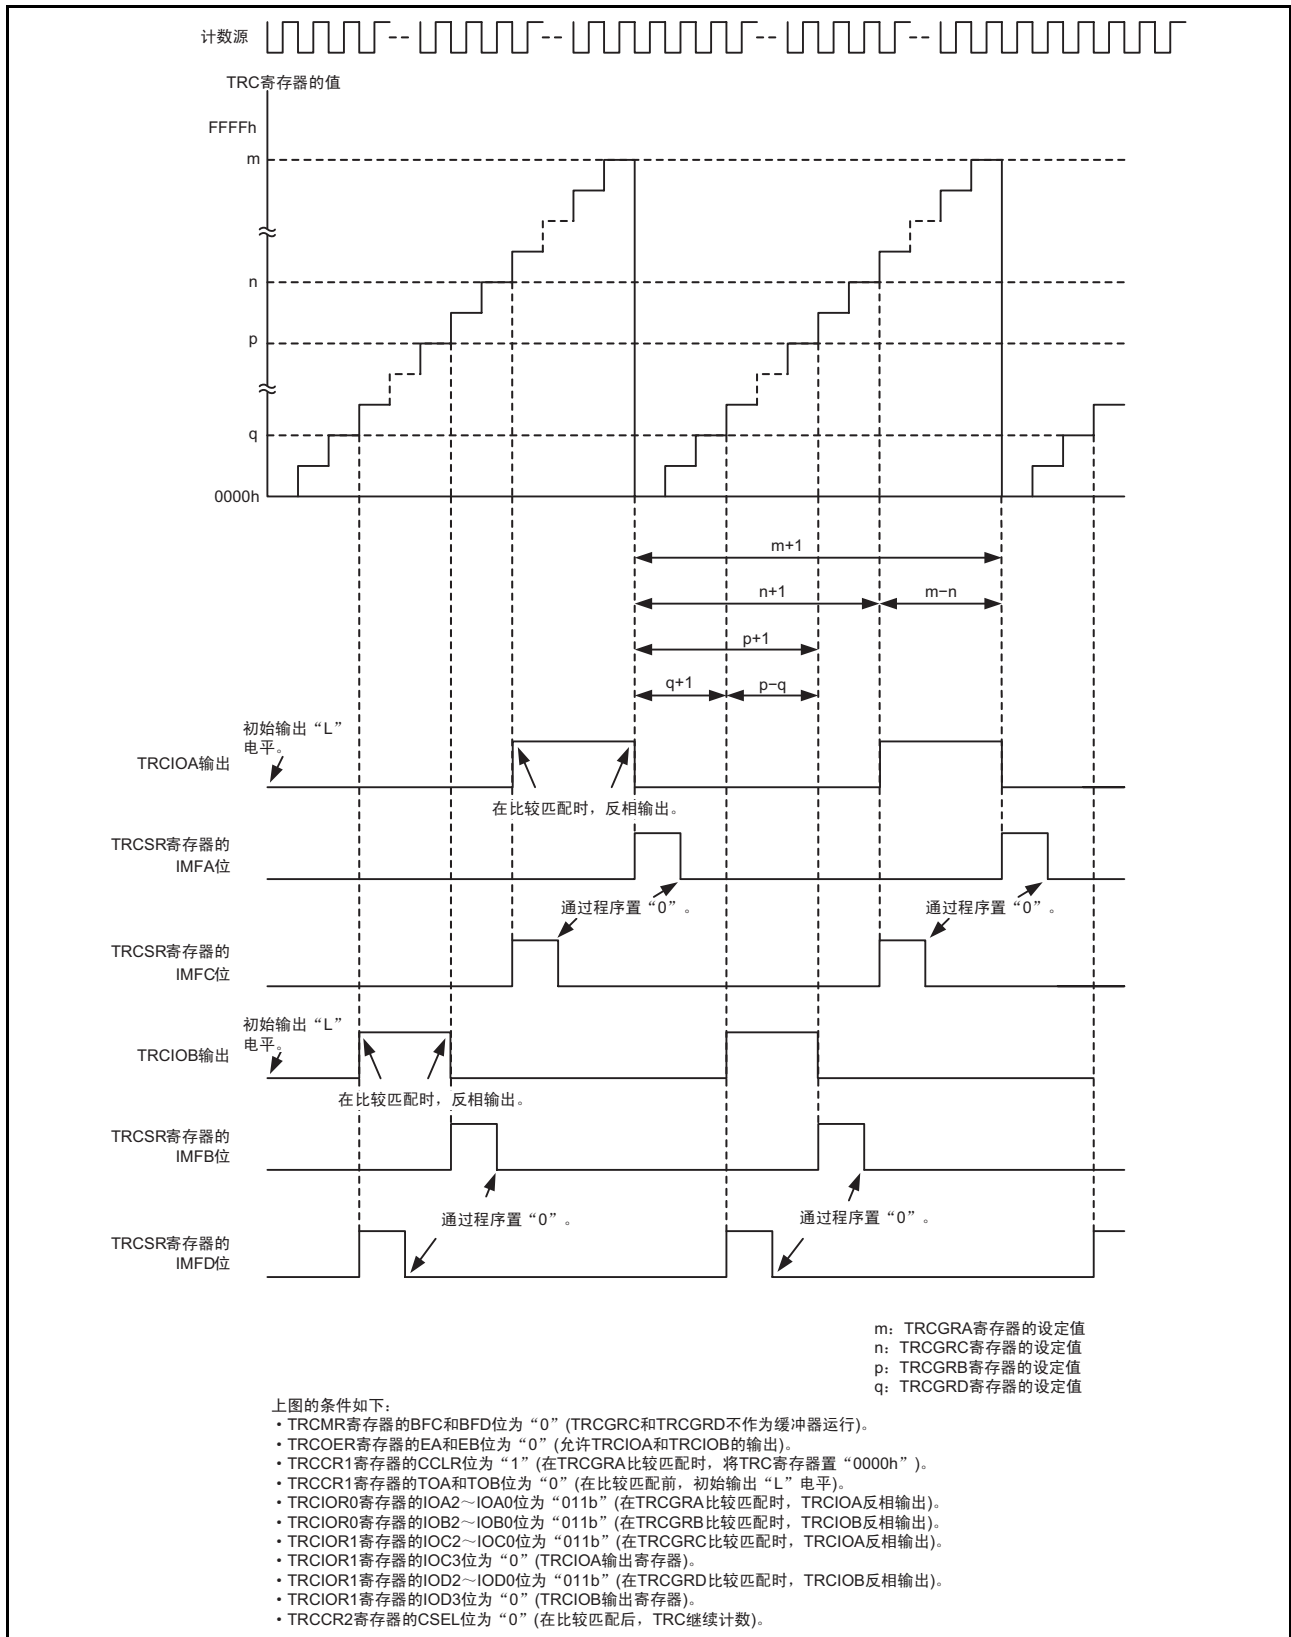 计数源
TRC寄存器的值
FFFFh
m
n
p
q
0000h
m+1
n+1
m−n
p+1
q+1
p−q
初始输出“L”
电平。
TRCIOA输出
在比较匹配时，反相输出。
TRCSR寄存器的
IMFA位
通过程序置“0”。
通过程序置“0”。
TRCSR寄存器的
IMFC位
初始输出“L”
电平。
TRCIOB输出
在比较匹配时，反相输出。
TRCSR寄存器的
IMFB位
通过程序置“0”。
通过程序置“0”。
TRCSR寄存器的
IMFD位
m：TRCGRA寄存器的设定值
n：TRCGRC寄存器的设定值
p：TRCGRB寄存器的设定值
q：TRCGRD寄存器的设定值
上图的条件如下：
・TRCMR寄存器的BFC和BFD位为“0”(TRCGRC和TRCGRD不作为缓冲器运行)。
・TRCOER寄存器的EA和EB位为“0”(允许TRCIOA和TRCIOB的输出)。
・TRCCR1寄存器的CCLR位为“1”(在TRCGRA比较匹配时，将TRC寄存器置“0000h”)。
・TRCCR1寄存器的TOA和TOB位为“0”(在比较匹配前，初始输出“L”电平)。
・TRCIOR0寄存器的IOA2～IOA0位为“011b”(在TRCGRA比较匹配时，TRCIOA反相输出)。
・TRCIOR0寄存器的IOB2～IOB0位为“011b”(在TRCGRB比较匹配时，TRCIOB反相输出)。
・TRCIOR1寄存器的IOC2～IOC0位为“011b”(在TRCGRC比较匹配时，TRCIOA反相输出)。
・TRCIOR1寄存器的IOC3位为“0”(TRCIOA输出寄存器)。
・TRCIOR1寄存器的IOD2～IOD0位为“011b”(在TRCGRD比较匹配时，TRCIOB反相输出)。
・TRCIOR1寄存器的IOD3位为“0”(TRCIOB输出寄存器)。
・TRCCR2寄存器的CSEL位为“0”(在比较匹配后，TRC继续计数)。